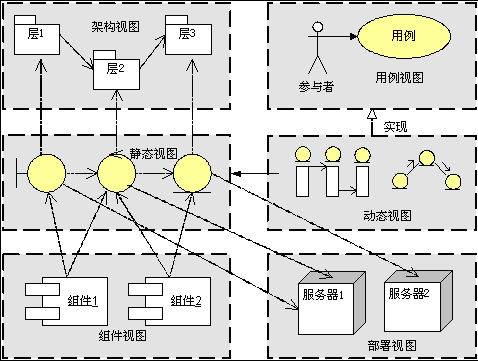 架构视图
层1
层2
层3
参与者
用例
用例视图
实现
静态视图
动态视图
组件1
组件2
组件视图
服务器1
服务器2
部署视图